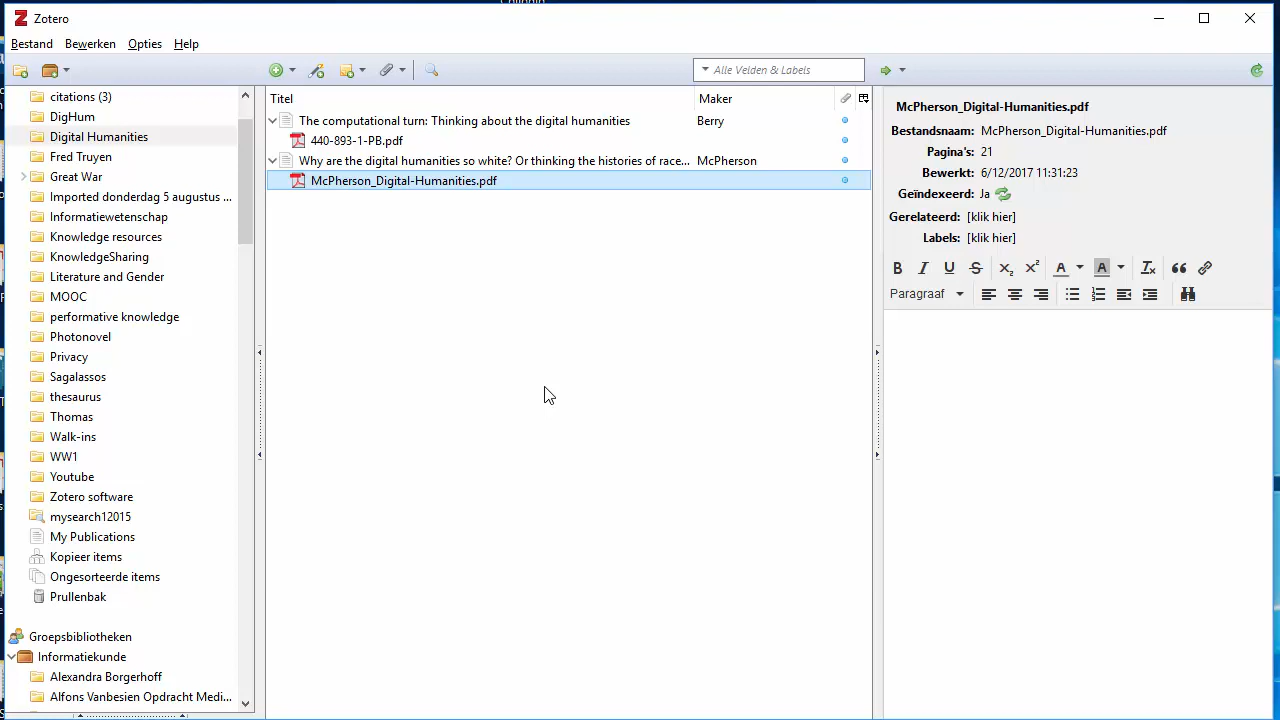 Zotero
Bestand Bewerken Opties Help
Alle Velden & Labels
citations (3)
DigHum
Digital Humanities
Fred Truyen
Great War
Imported donderdag 5 augustus ...
Informatiewetenschap
Knowledge resources
KnowledgeSharing
Literature and Gender
MOOC
performative knowledge
Photonovel
Privacy
Sagalassos
thesaurus
Thomas
Walk-ins
WW1
Youtube
Zotero software
mysearch12015
My Publications
Kopieer items
Ongesorteerde items
Prullenbak
Groepsbibliotheken
Informatiekunde
Alexandra Borgerhoff
Alfons Vanbesien Opdracht Medi...
Titel Maker
The computational turn: Thinking about the digital humanities Berry
440-893-1-PB.pdf
Why are the digital humanities so white? Or thinking the histories of race... McPherson
McPherson_Digital-Humanities.pdf
McPherson_Digital-Humanities.pdf
Bestandsnaam: McPherson_Digital-Humanities.pdf
Pagina's: 21
Bewerkt: 6/12/2017 11:31:23
Geïndexeerd: Ja
Gerelateerd: [klik hier]
Labels: [klik hier]
B I U S X₂ X² A A Tx
Paragraaf